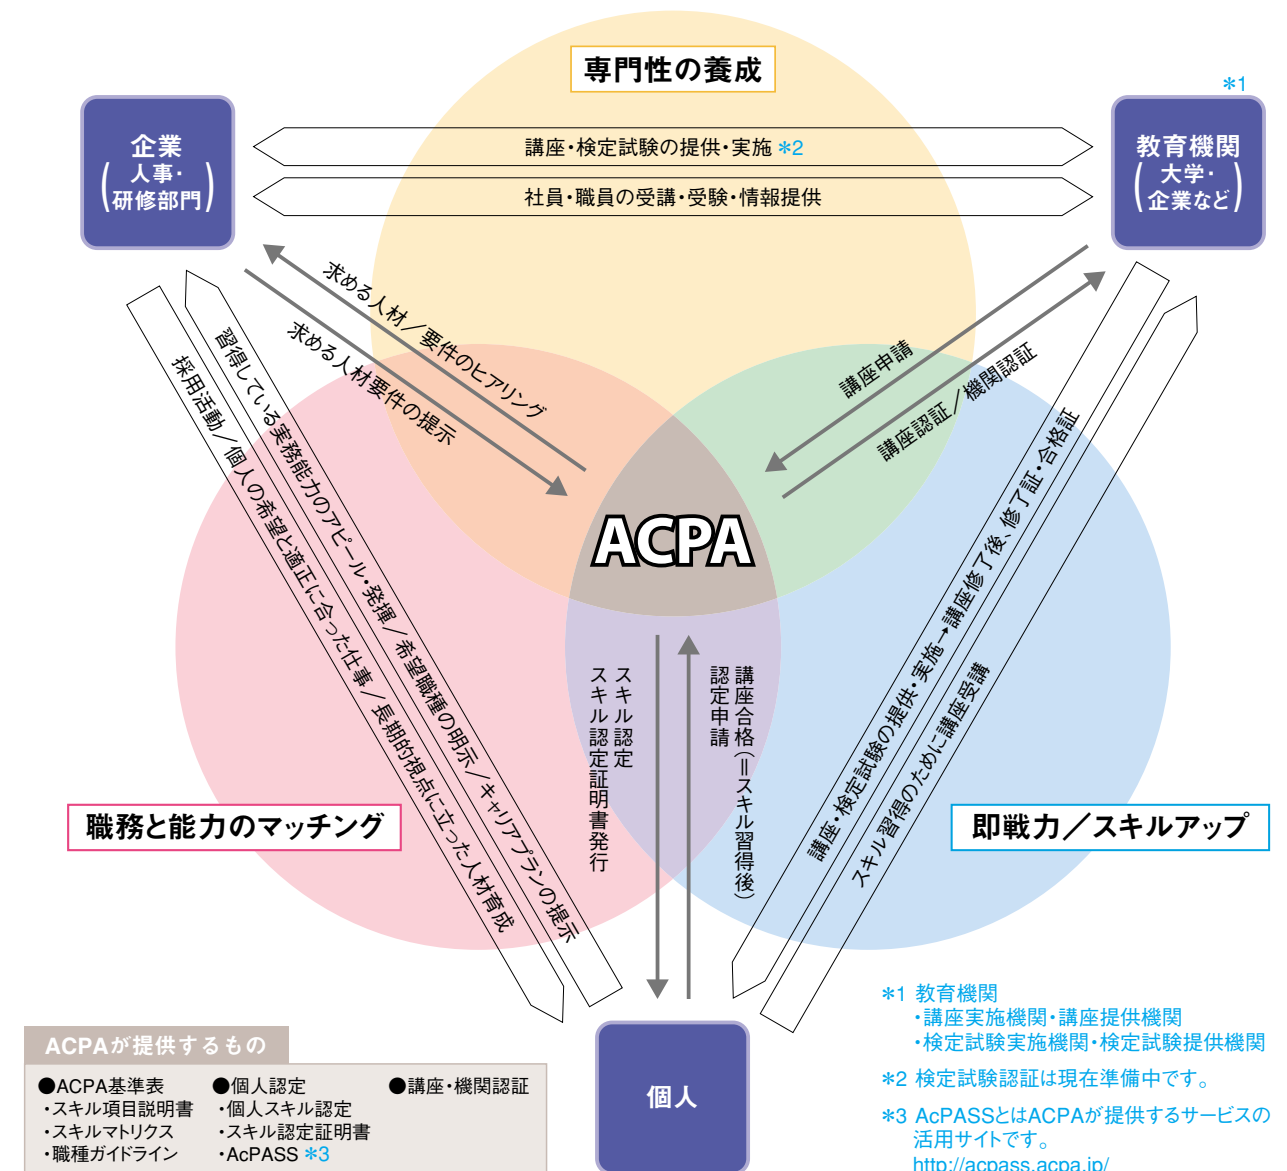 専門性の養成
*1
企業
(人事・
研修部門)
教育機関
(大学・
企業など)
講座・検定試験の提供・実施 *2
社員・職員の受講・受験・情報提供
求める人材／要件のヒアリング
求める人材要件の提示
講座申請
講座認証／機関認証
習得している実務能力のアピール・発揮／希望職種の明示／キャリアプランの提示
採用活動／個人の希望と適正に合った仕事／長期的視点に立った人材育成
講座・検定試験の提供・実施→講座修了後、修了証・合格証
スキル習得のために講座受講
ACPA
スキル認定
スキル認定証明書発行
講座合格（＝スキル習得後）
認定申請
職務と能力のマッチング
即戦力／スキルアップ
個人
ACPAが提供するもの
●ACPA基準表
・スキル項目説明書
・スキルマトリクス
・職種ガイドライン
●個人認定
・個人スキル認定
・スキル認定証明書
・AcPASS *3
●講座・機関認証
*1 教育機関
・講座実施機関・講座提供機関
・検定試験実施機関・検定試験提供機関
*2 検定試験認証は現在準備中です。
*3 AcPASSとはACPAが提供するサービスの
活用サイトです。
http://acpass.acpa.jp/